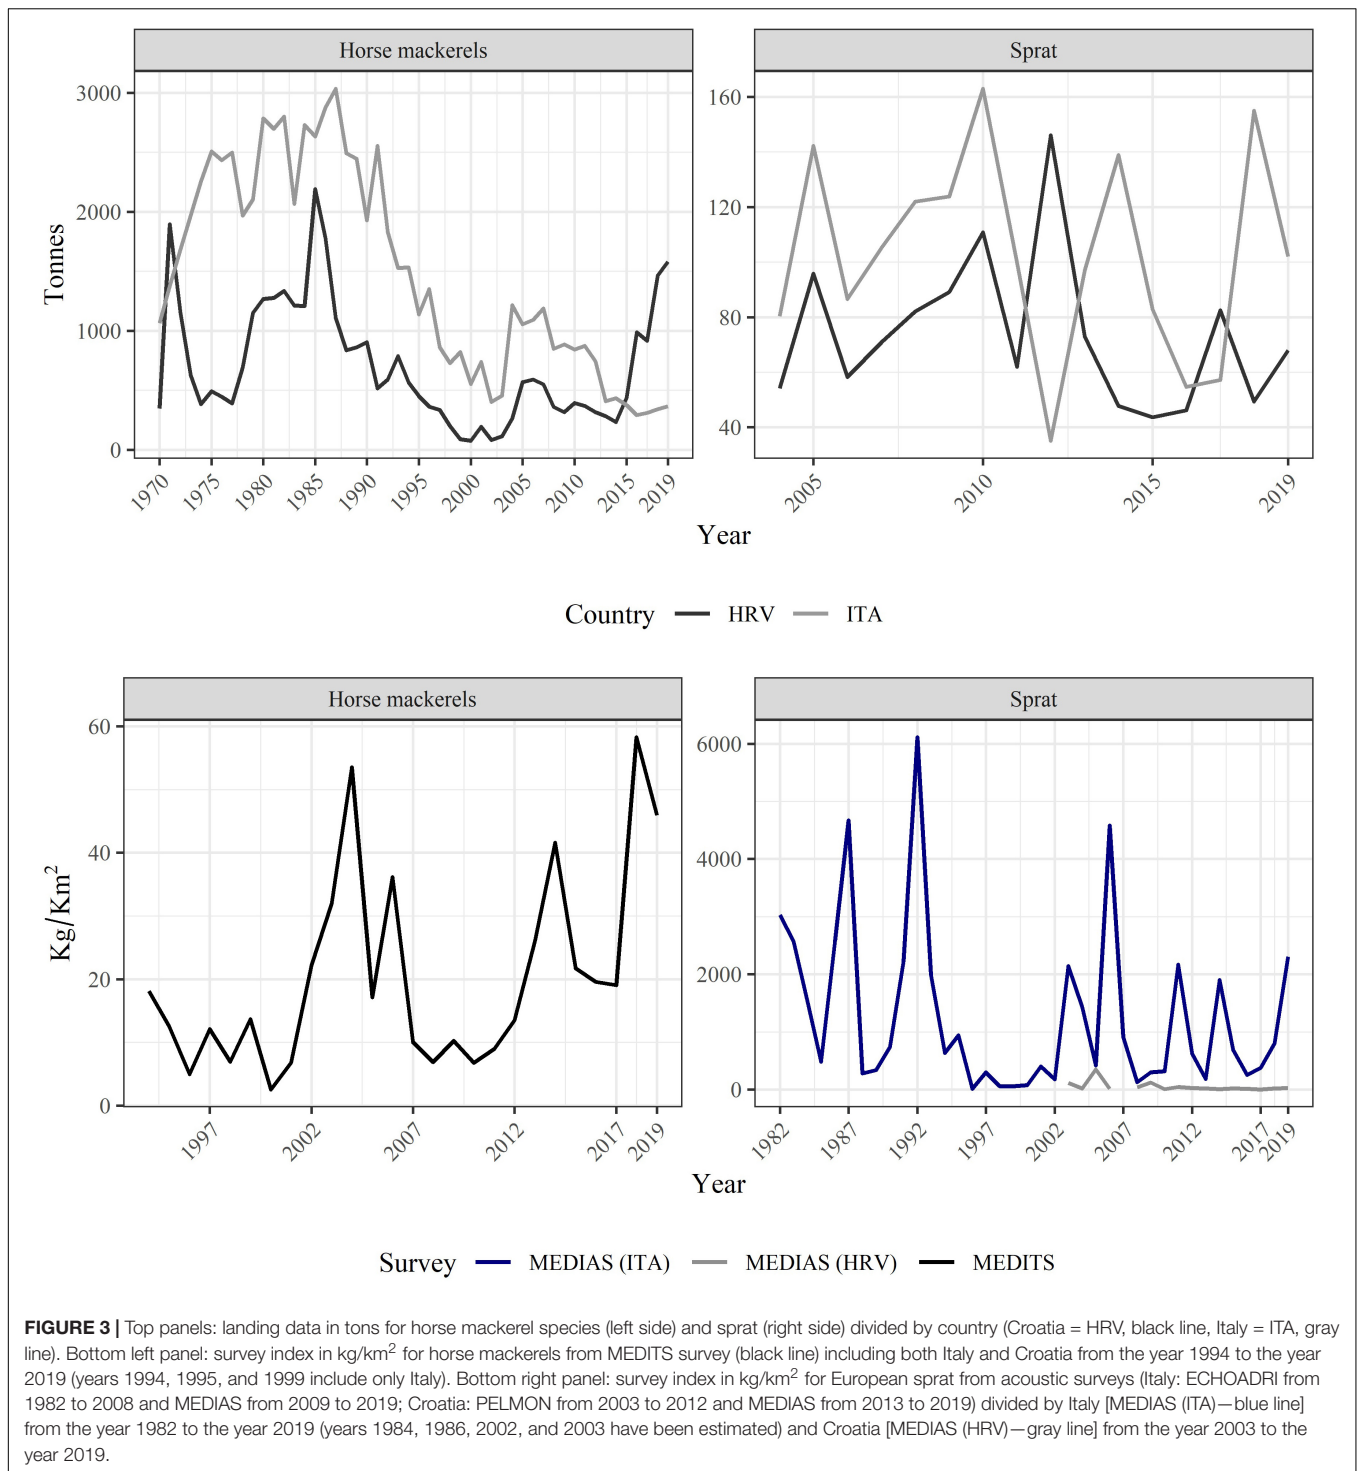 Horse mackerels
Sprat
Tonnes
3000
2000
1000
0
160
120
80
40
1970
1975
1980
1985
1990
1995
2000
2005
2010
2015
2019
2005
2010
2015
2019
Year
Country
HRV
ITA
Horse mackerels
Sprat
Kg/Km²
60
40
20
0
6000
4000
2000
0
1997
2002
2007
2012
2017
2019
1982
1987
1992
1997
2002
2007
2012
2017
2019
Year
Survey
MEDIAS (ITA)
MEDIAS (HRV)
MEDITS
FIGURE 3 | Top panels: landing data in tons for horse mackerel species (left side) and sprat (right side) divided by country (Croatia = HRV, black line, Italy = ITA, gray
line). Bottom left panel: survey index in kg/km² for horse mackerels from MEDITS survey (black line) including both Italy and Croatia from the year 1994 to the year
2019 (years 1994, 1995, and 1999 include only Italy). Bottom right panel: survey index in kg/km² for European sprat from acoustic surveys (Italy: ECHOADRI from
1982 to 2008 and MEDIAS from 2009 to 2019; Croatia: PELMON from 2003 to 2012 and MEDIAS from 2013 to 2019) divided by Italy [MEDIAS (ITA)—blue line]
from the year 1982 to the year 2019 (years 1984, 1986, 2002, and 2003 have been estimated) and Croatia [MEDIAS (HRV)—gray line] from the year 2003 to the
year 2019.